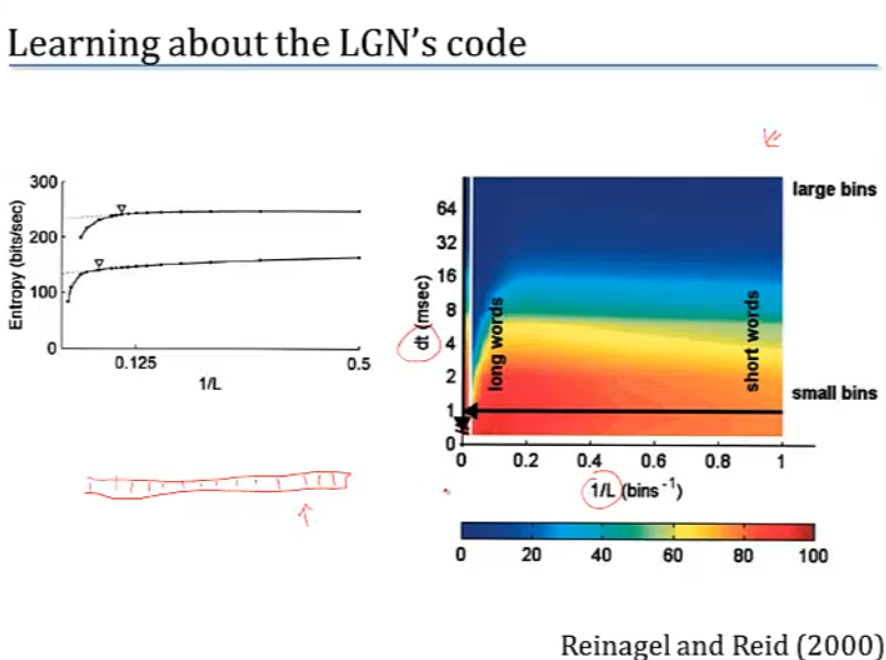 Learning about the LGN's code
300
200
100
0
Entropy (bits/sec)
0.125
0.5
1/L
64
32
16
8
4
2
1
0
dt (msec)
long words
short words
large bins
small bins
0
0.2
0.4
0.6
0.8
1
1/L (bins⁻¹)
0
20
40
60
80
100
Reinagel and Reid (2000)